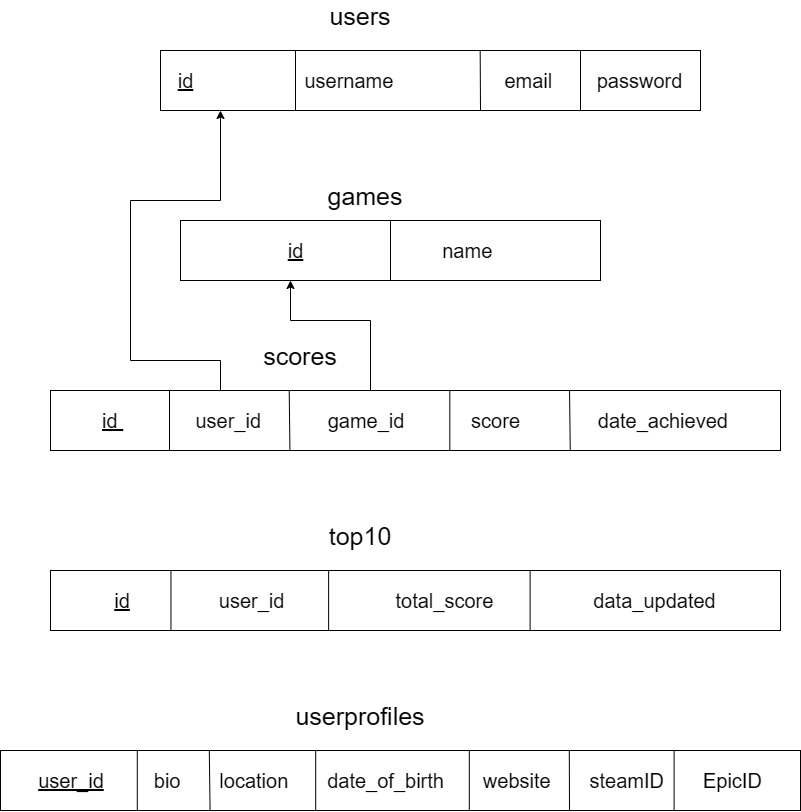 users
id username email password
games
id name
scores
id user_id game_id score date_achieved
top10
id user_id total_score data_updated
userprofiles
user_id bio location date_of_birth website steamID EpicID